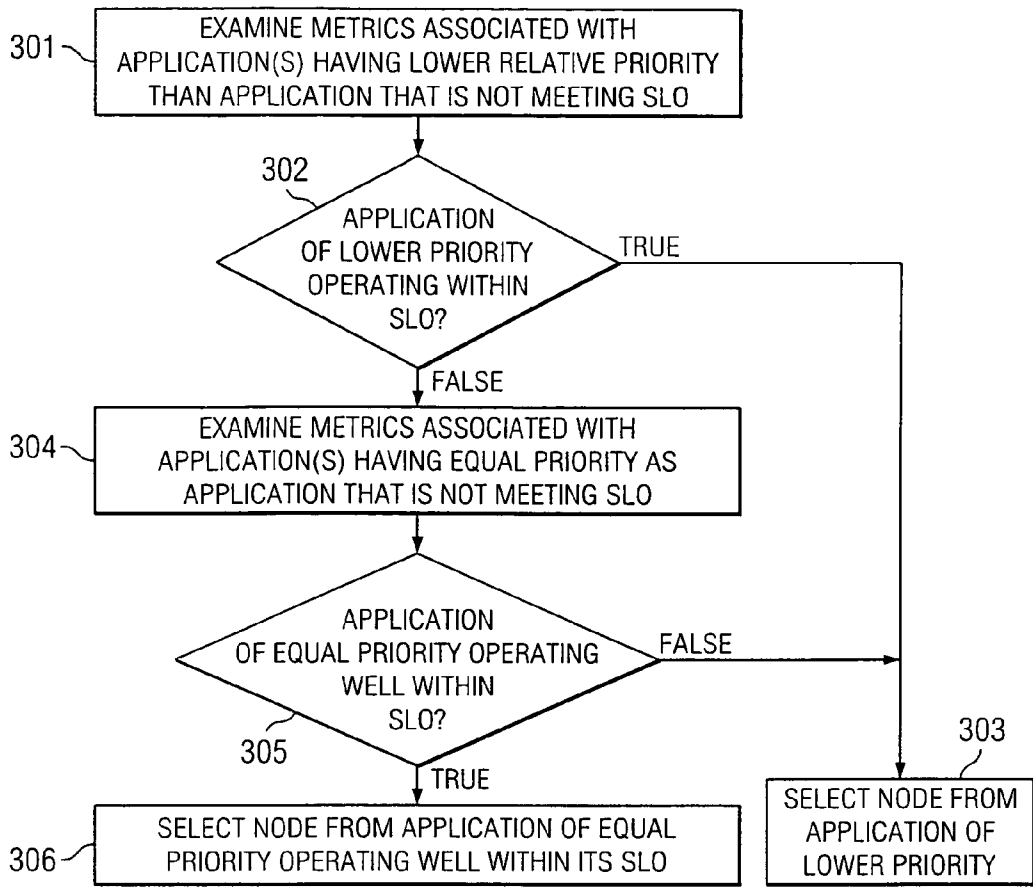 301
EXAMINE METRICS ASSOCIATED WITH
APPLICATION(S) HAVING LOWER RELATIVE PRIORITY
THAN APPLICATION THAT IS NOT MEETING SLO
302
APPLICATION
OF LOWER PRIORITY
OPERATING WITHIN
SLO?
TRUE
FALSE
304
EXAMINE METRICS ASSOCIATED WITH
APPLICATION(S) HAVING EQUAL PRIORITY AS
APPLICATION THAT IS NOT MEETING SLO
APPLICATION
OF EQUAL PRIORITY OPERATING
WELL WITHIN
SLO?
FALSE
305
TRUE
303
SELECT NODE FROM
APPLICATION OF
LOWER PRIORITY
306
SELECT NODE FROM APPLICATION OF EQUAL
PRIORITY OPERATING WELL WITHIN ITS SLO